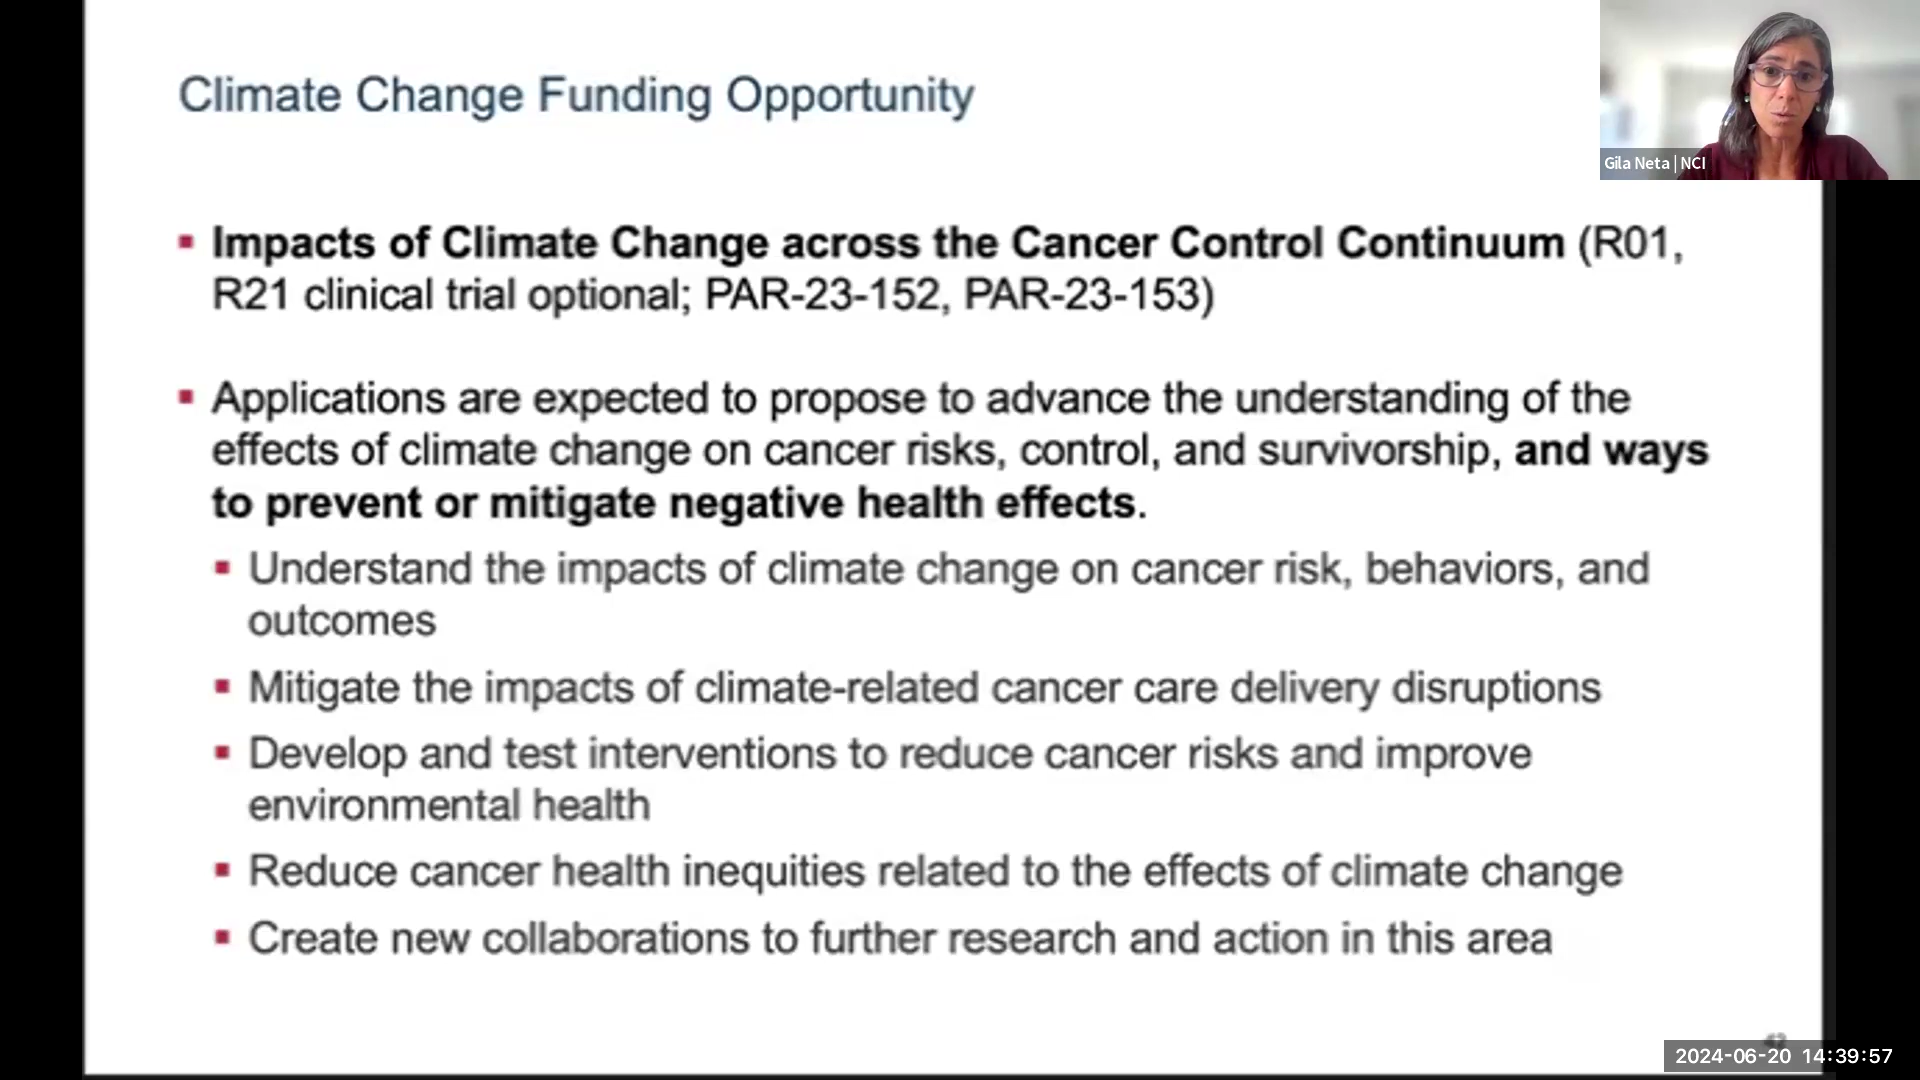 Climate Change Funding Opportunity
Gila Neta | NCI
▪ Impacts of Climate Change across the Cancer Control Continuum (R01,
R21 clinical trial optional; PAR-23-152, PAR-23-153)
▪ Applications are expected to propose to advance the understanding of the
effects of climate change on cancer risks, control, and survivorship, and ways
to prevent or mitigate negative health effects.
▪ Understand the impacts of climate change on cancer risk, behaviors, and
outcomes
▪ Mitigate the impacts of climate-related cancer care delivery disruptions
▪ Develop and test interventions to reduce cancer risks and improve
environmental health
▪ Reduce cancer health inequities related to the effects of climate change
▪ Create new collaborations to further research and action in this area
2024-06-20 14:39:57